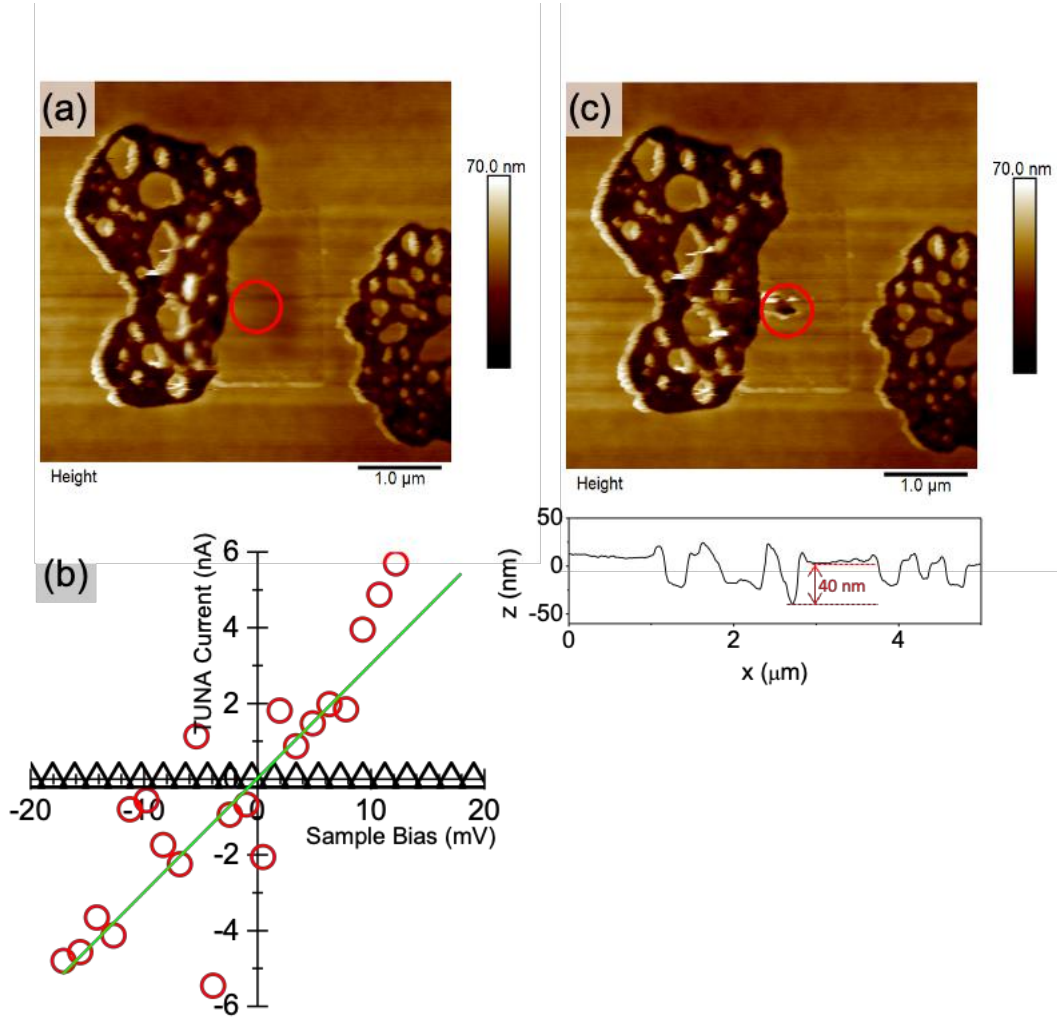 (a)
70.0 nm
Height
1.0 μm
(c)
70.0 nm
Height
1.0 μm
(b)
TUNA Current (nA)
6
4
2
-20
-10
0
10
20
Sample Bias (mV)
-2
-4
-6
50
0
-50
z (nm)
40 nm
0
2
4
x (μm)